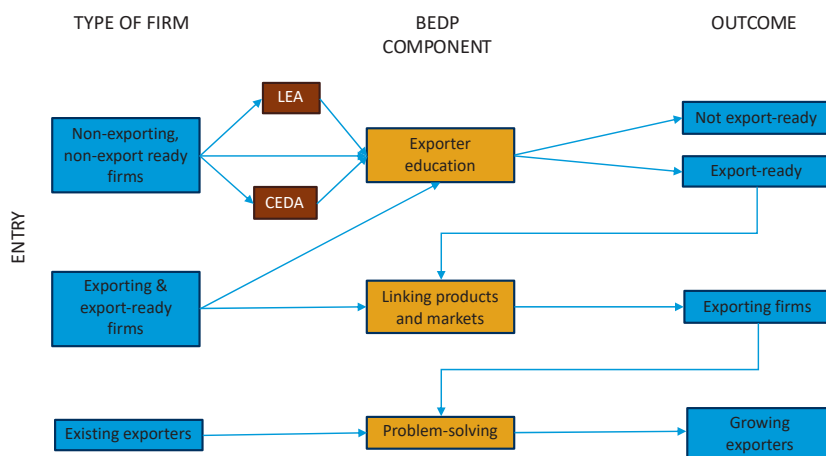 TYPE OF FIRM
BEDP
COMPONENT
OUTCOME
ENTRY
LEA
Non-exporting,
non-export ready
firms
CEDA
Exporter
education
Not export-ready
Export-ready
Exporting &
export-ready
firms
Linking products
and markets
Exporting firms
Existing exporters
Problem-solving
Growing
exporters